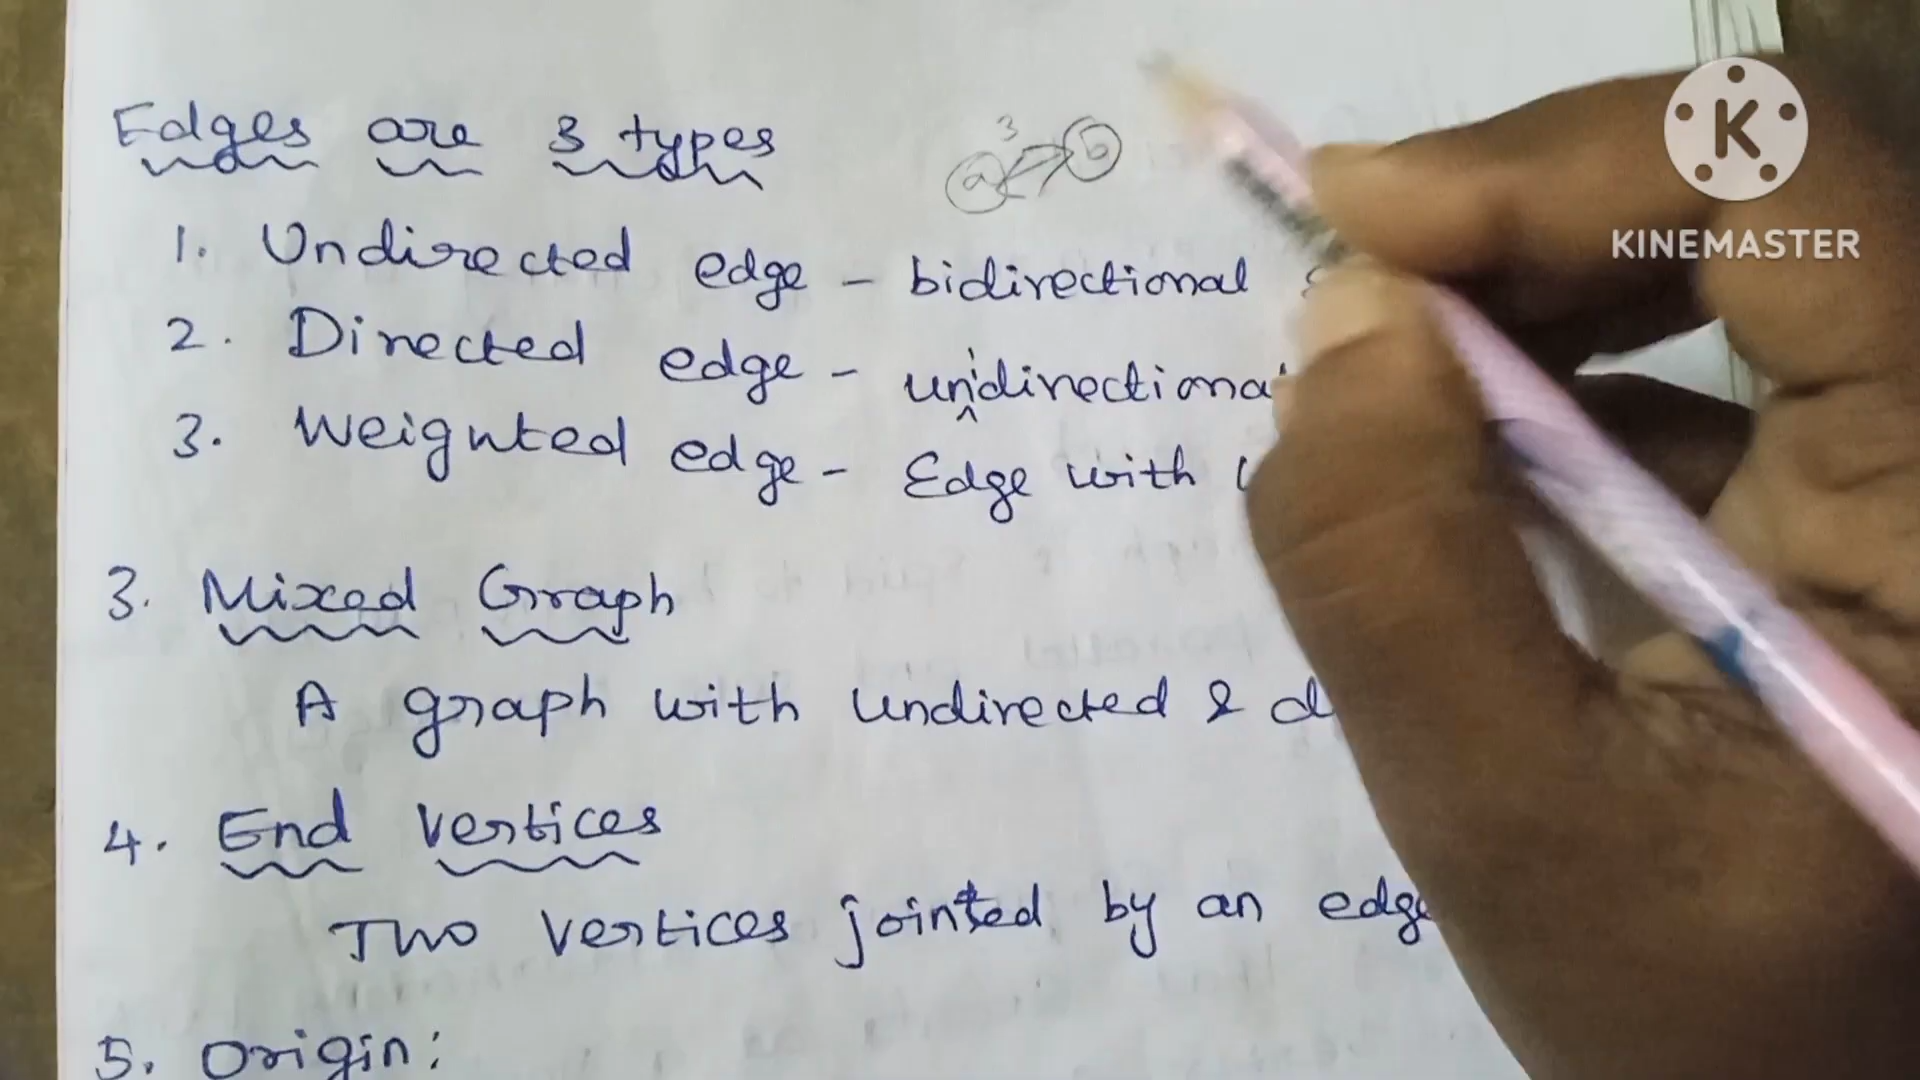 Edges are 3 types
3
a b
1. Undirected edge - bidirectional
2. Directed edge - unidirectional
3. Weighted edge - Edge with
3. Mixed Graph
A graph with undirected & d
4. End vertices
Two vertices jointed by an edge
5. Origin:
K
KINEMASTER